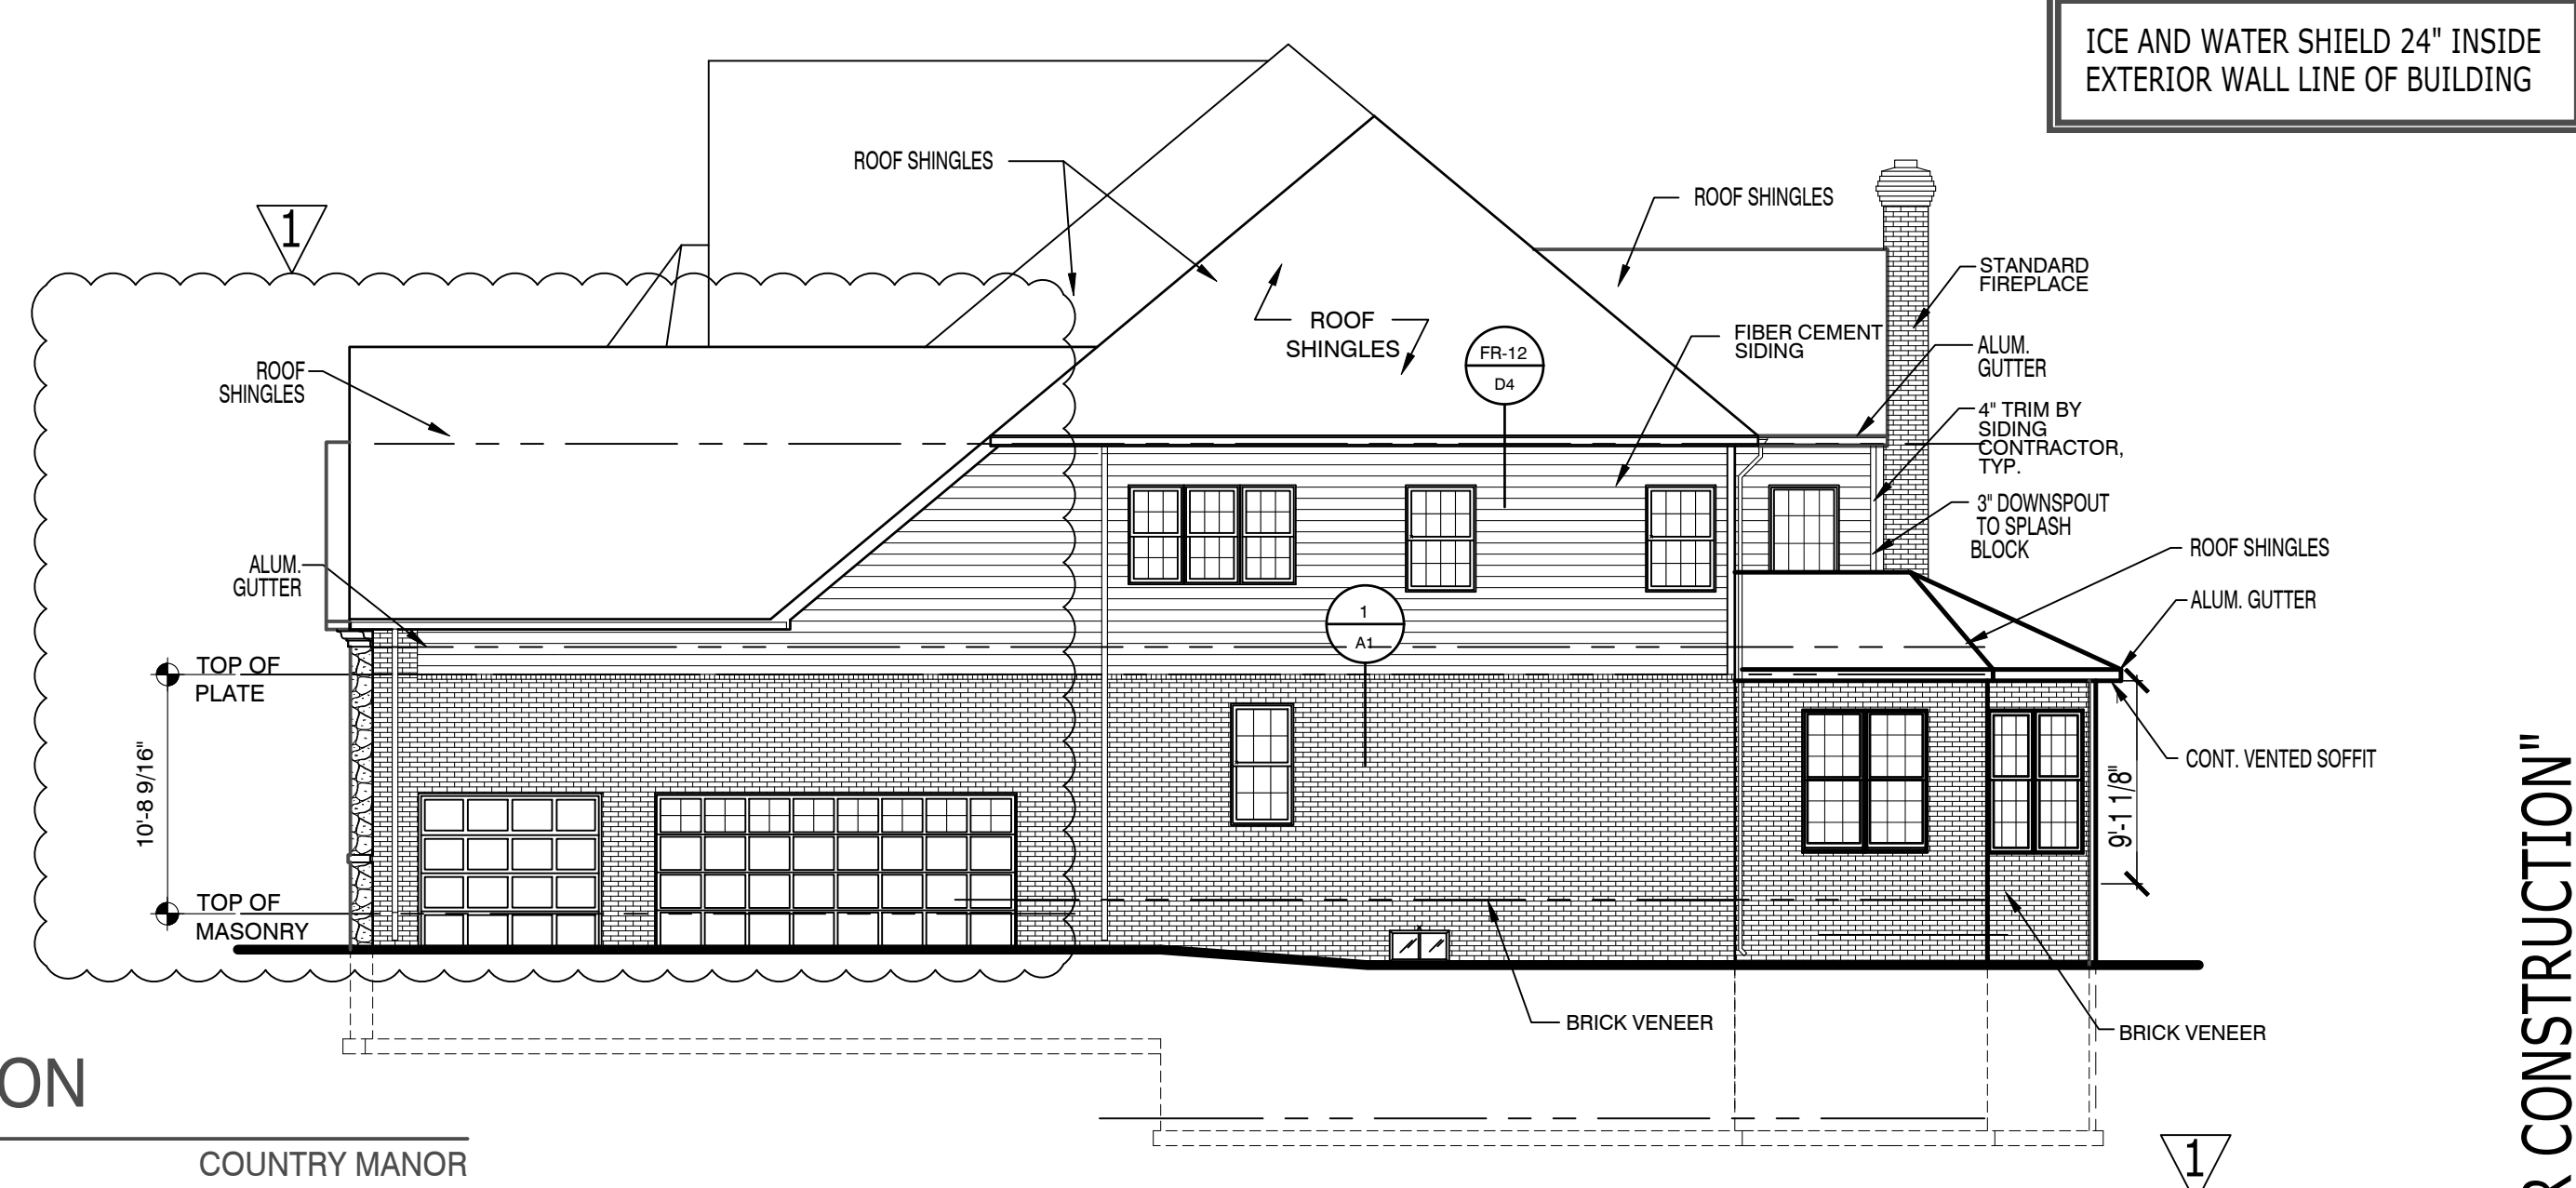 ICE AND WATER SHIELD 24" INSIDE
EXTERIOR WALL LINE OF BUILDING
ROOF SHINGLES
ROOF SHINGLES
1
STANDARD
FIREPLACE
ROOF
SHINGLES
FIBER CEMENT
SIDING
FR-12
D4
ALUM.
GUTTER
ROOF
SHINGLES
4" TRIM BY
SIDING
CONTRACTOR,
TYP.
3" DOWNSPOUT
TO SPLASH
BLOCK
ROOF SHINGLES
ALUM.
GUTTER
ALUM. GUTTER
1
A1
TOP OF
PLATE
CONT. VENTED SOFFIT
10'-8 9/16"
9'-1 1/8"
TOP OF
MASONRY
BRICK VENEER
BRICK VENEER
ON
COUNTRY MANOR
1
R CONSTRUCTION"